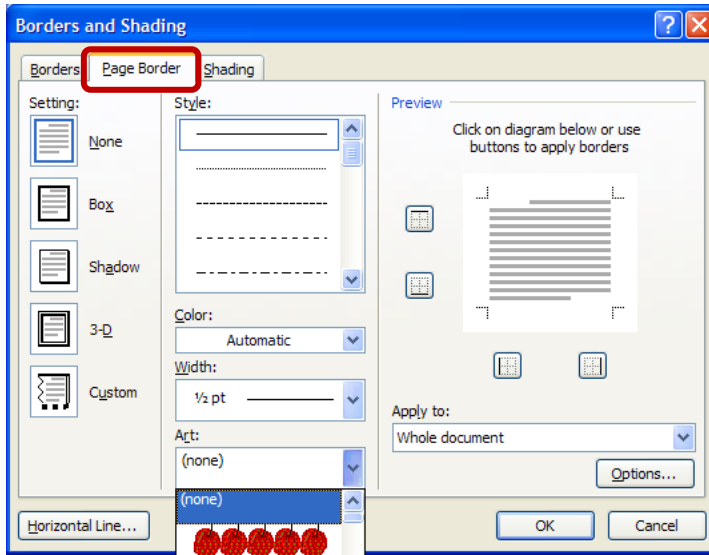 Borders and Shading
Borders Page Border Shading
Setting:
None
Box
Shadow
3-D
Custom
Style:
Color:
Automatic
Width:
½ pt
Art:
(none)
(none)
Preview
Click on diagram below or use
buttons to apply borders
Apply to:
Whole document
Options...
Horizontal Line...
OK Cancel